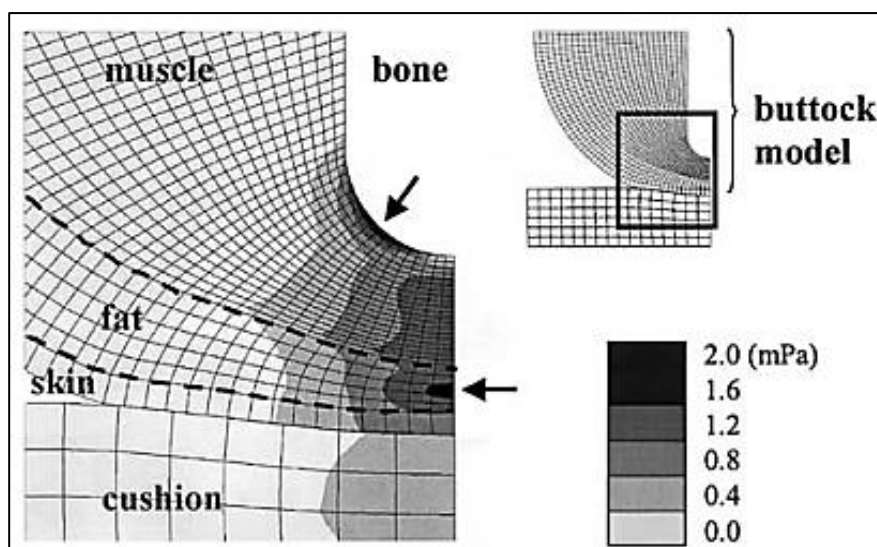 muscle
bone
buttock
model
fat
skin
cushion
2.0 (mPa)
1.6
1.2
0.8
0.4
0.0